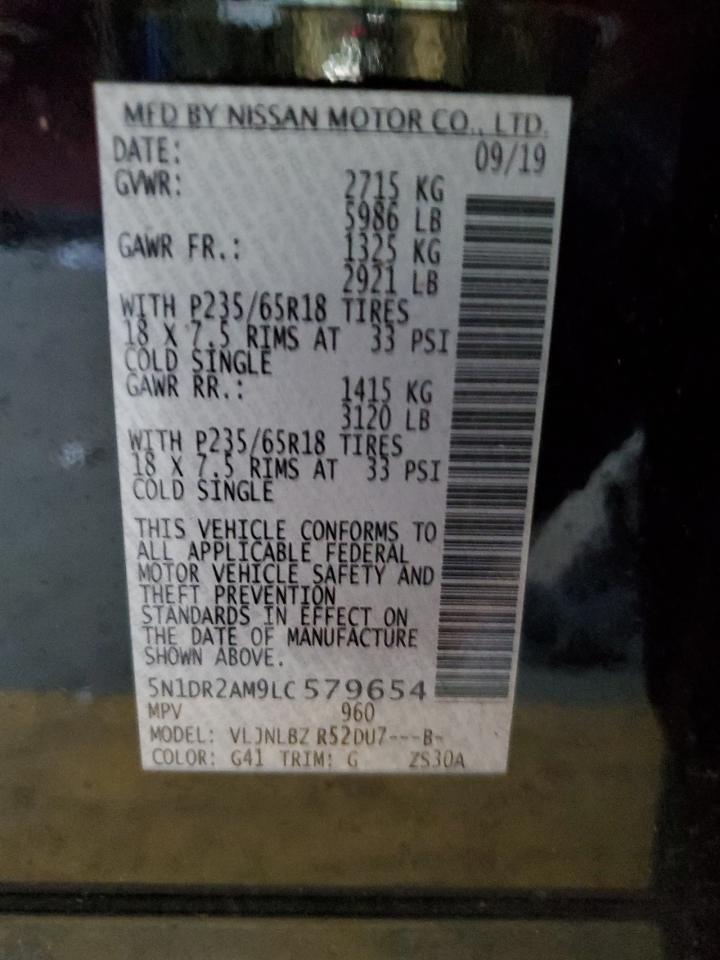 MFD BY NISSAN MOTOR CO., LTD.
DATE: 09/19
GVWR: 2715 KG
5986 LB
GAWR FR.: 1325 KG
2921 LB
WITH P235/65R18 TIRES
18 X 7.5 RIMS AT 33 PSI
COLD SINGLE
GAWR RR.: 1415 KG
3120 LB
WITH P235/65R18 TIRES
18 X 7.5 RIMS AT 33 PSI
COLD SINGLE
THIS VEHICLE CONFORMS TO
ALL APPLICABLE FEDERAL
MOTOR VEHICLE SAFETY AND
THEFT PREVENTION
STANDARDS IN EFFECT ON
THE DATE OF MANUFACTURE
SHOWN ABOVE.
5N1DR2AM9LC579654
MPV 960
MODEL: VLJNLBZ R52DU7---B-
COLOR: G41 TRIM: G ZS30A